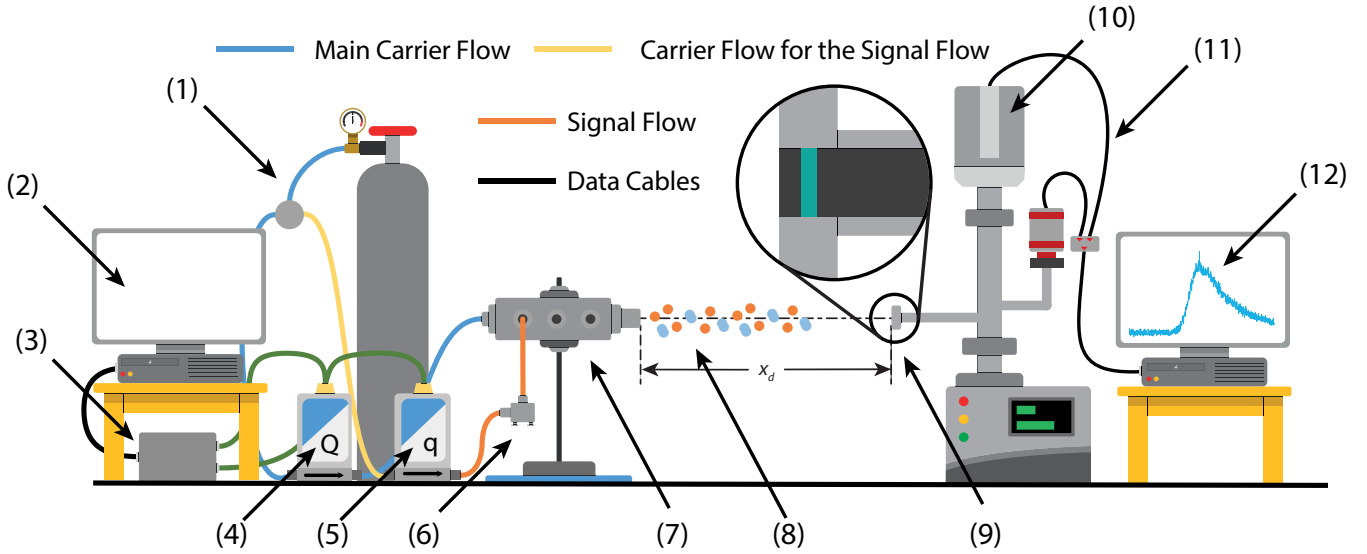 Main Carrier Flow
Carrier Flow for the Signal Flow
(10)
(11)
(1)
Signal Flow
(2)
Data Cables
(12)
(3)
x_d
Q
q
(4)
(5)
(6)
(7)
(8)
(9)